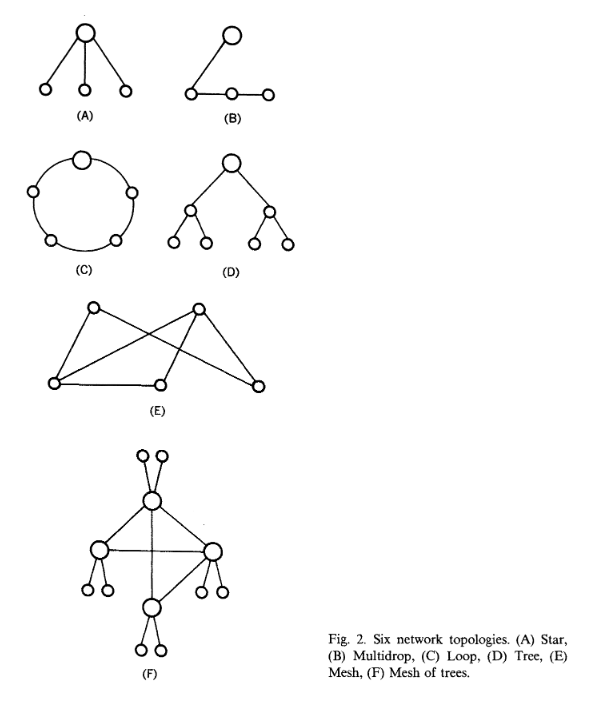 (A)
(B)
(C)
(D)
(E)
(F)
Fig. 2. Six network topologies. (A) Star,
(B) Multidrop, (C) Loop, (D) Tree, (E)
Mesh, (F) Mesh of trees.